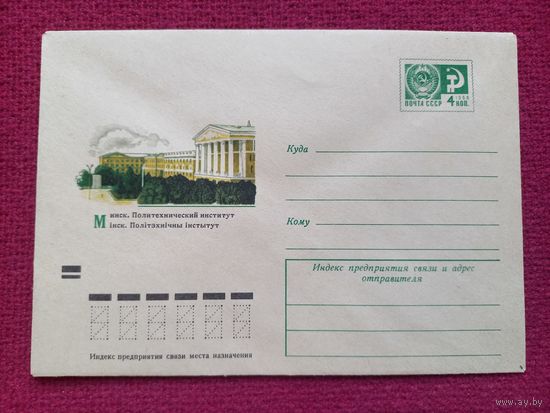 ПОЧТА СССР
1966
4 КОП.
Куда
Минск. Политехнический институт
Мінск. Політэхнічны інстытут
Кому
Индекс предприятия связи и адрес
отправителя
Индекс предприятия связи места назначения
www.ay.by